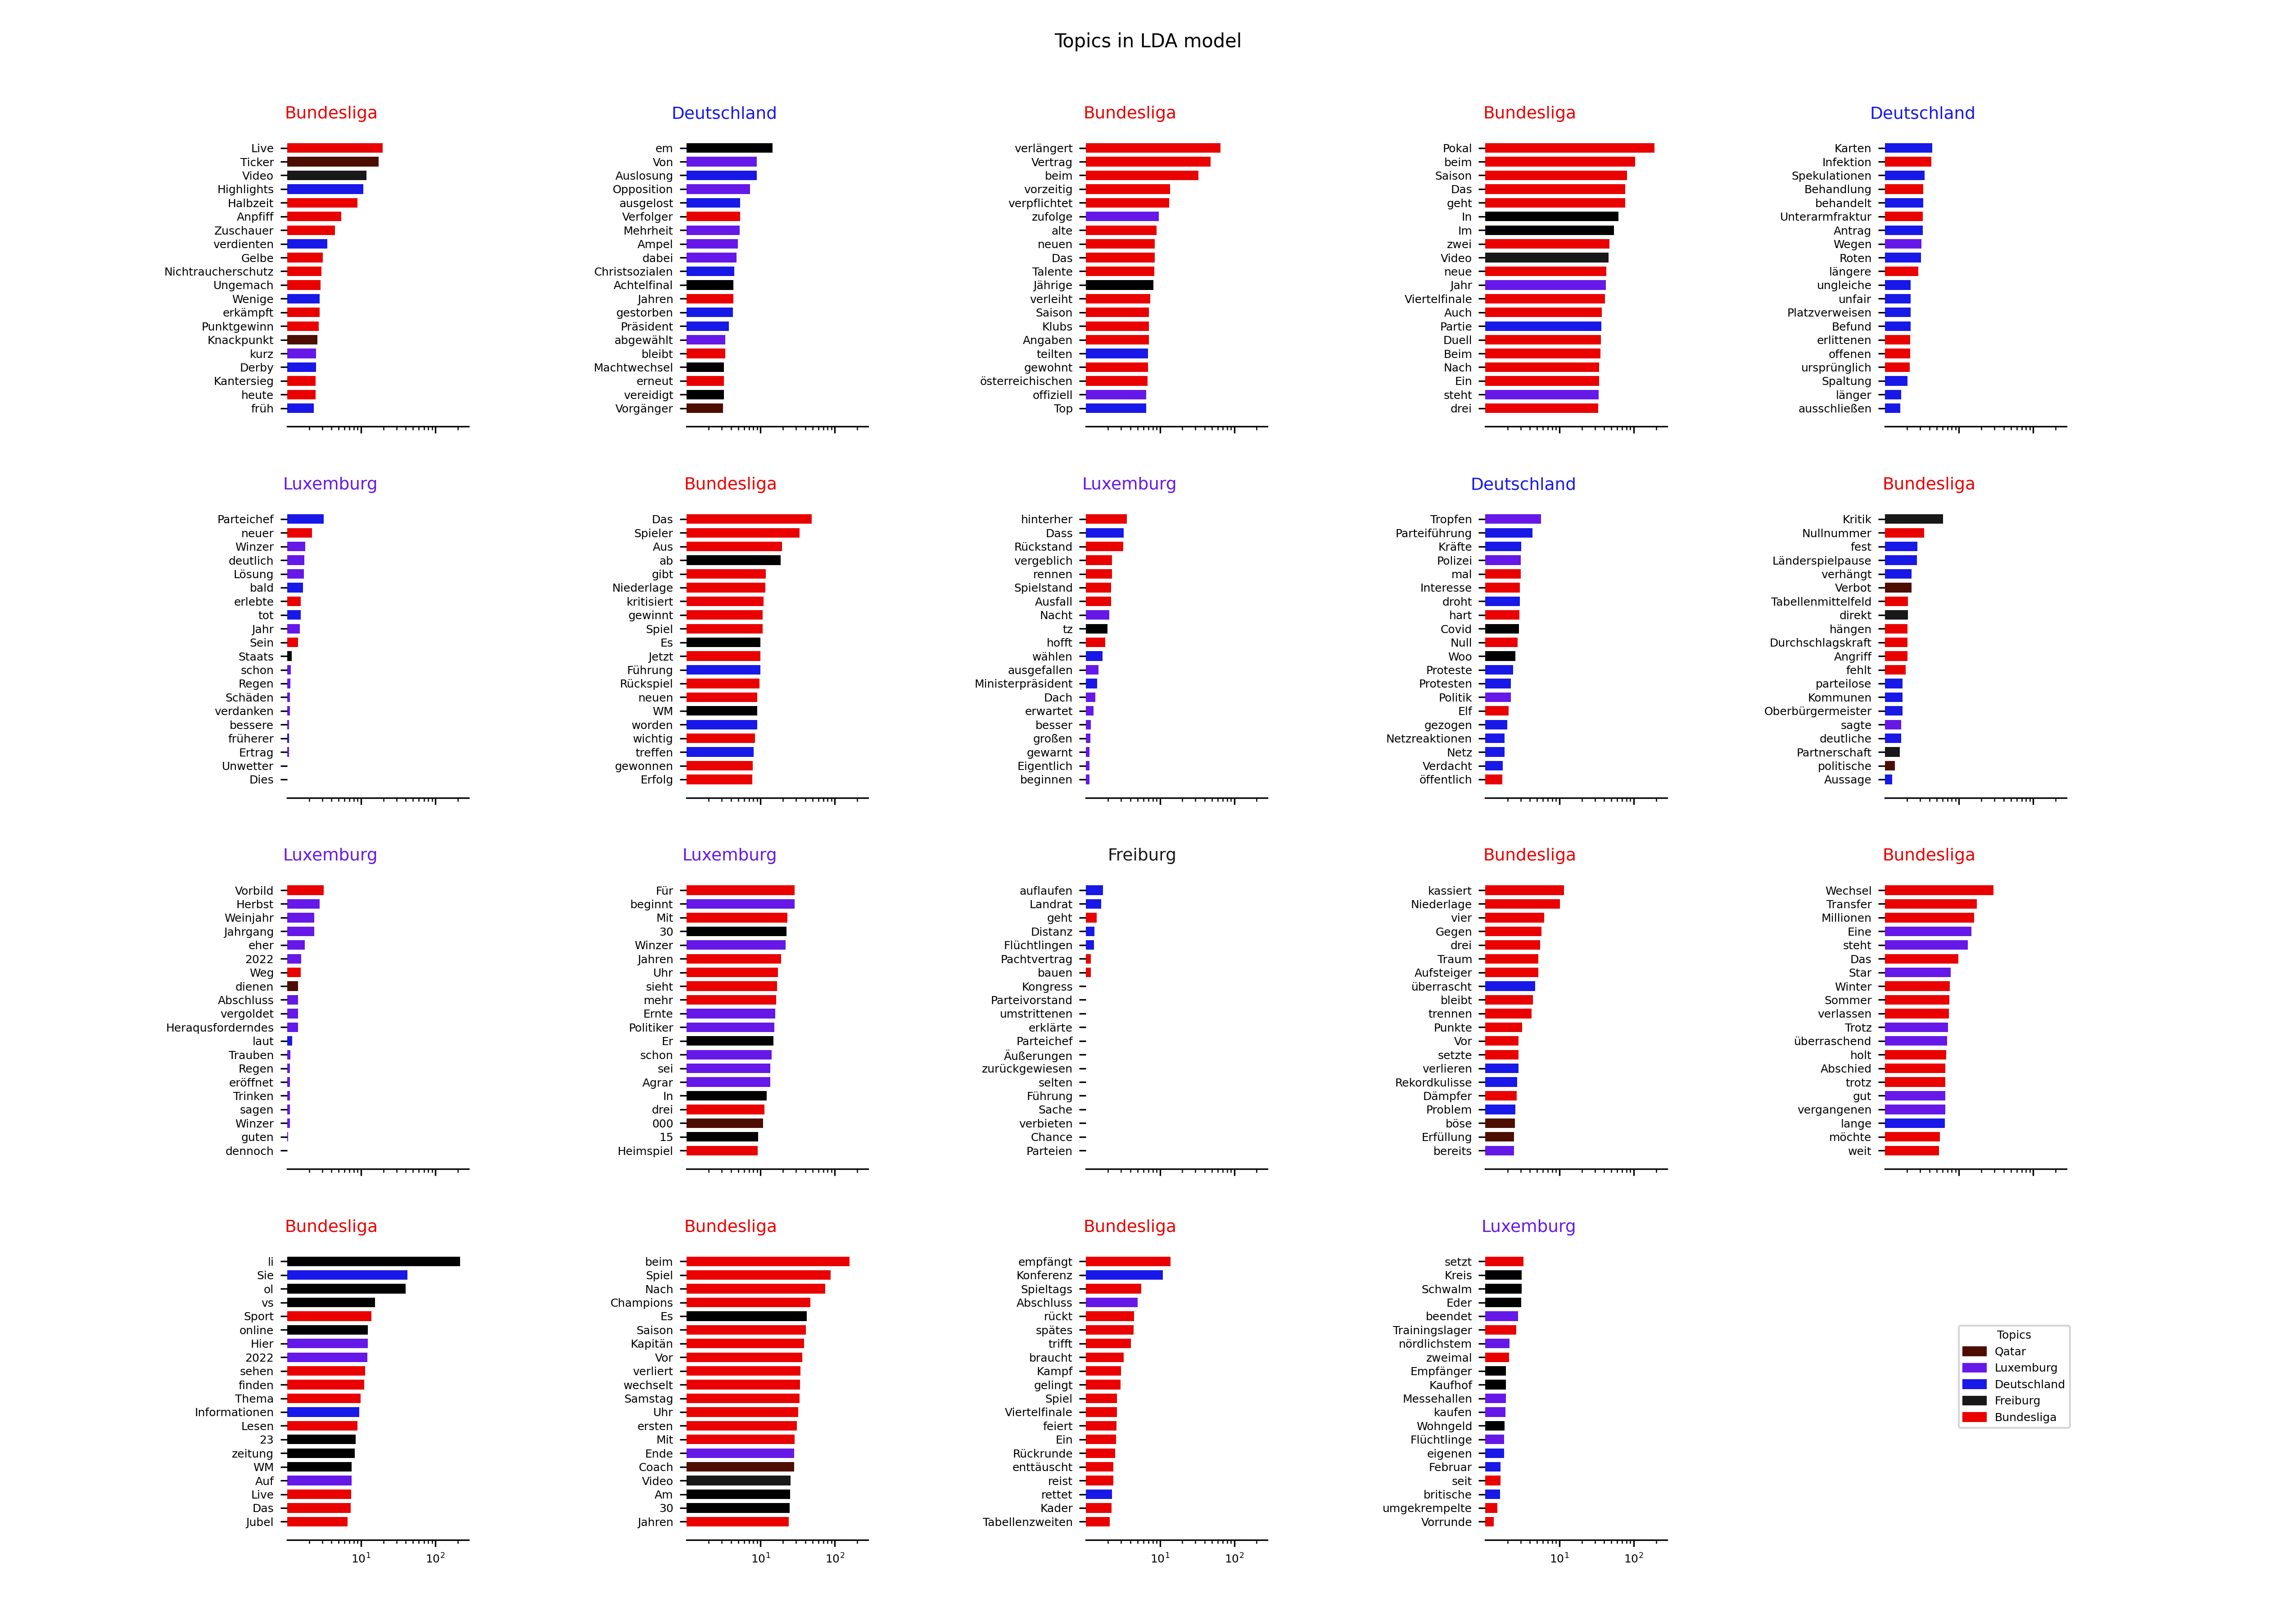 Topics in LDA model
Bundesliga
Live
Ticker
Video
Highlights
Halbzeit
Anpfiff
Zuschauer
verdienten
Gelbe
Nichtraucherschutz
Ungemach
Wenige
erkämpft
Punktgewinn
Knackpunkt
kurz
Derby
Kantersieg
heute
früh
Deutschland
em
Von
Auslosung
Opposition
ausgelost
Verfolger
Mehrheit
Ampel
dabei
Christsozialen
Achtelfinal
Jahren
gestorben
Präsident
abgewählt
bleibt
Machtwechsel
erneut
vereidigt
Vorgänger
Bundesliga
verlängert
Vertrag
beim
vorzeitig
verpflichtet
zufolge
alte
neuen
Das
Talente
Jährige
verleiht
Saison
Klubs
Angaben
teilten
gewohnt
österreichischen
offiziell
Top
Bundesliga
Pokal
beim
Saison
Das
geht
In
Im
zwei
Video
neue
Jahr
Viertelfinale
Auch
Partie
Duell
Beim
Nach
Ein
steht
drei
Deutschland
Karten
Infektion
Spekulationen
Behandlung
behandelt
Unterarmfraktur
Antrag
Wegen
Roten
längere
ungleiche
unfair
Platzverweisen
Befund
erlittenen
offenen
ursprünglich
Spaltung
länger
ausschließen
Luxemburg
Parteichef
neuer
Winzer
deutlich
Lösung
bald
erlebte
tot
Jahr
Sein
Staats
schon
Regen
Schäden
verdanken
bessere
früherer
Ertrag
Unwetter
Dies
Bundesliga
Das
Spieler
Aus
ab
gibt
Niederlage
kritisiert
gewinnt
Spiel
Es
Jetzt
Führung
Rückspiel
neuen
WM
worden
wichtig
treffen
gewonnen
Erfolg
Luxemburg
hinterher
Dass
Rückstand
vergeblich
rennen
Spielstand
Ausfall
Nacht
tz
hofft
wählen
ausgefallen
Ministerpräsident
Dach
erwartet
besser
großen
gewarnt
Eigentlich
beginnen
Deutschland
Tropfen
Parteiführung
Kräfte
Polizei
mal
Interesse
droht
hart
Covid
Null
Woo
Proteste
Protesten
Politik
Elf
gezogen
Netzreaktionen
Netz
Verdacht
öffentlich
Bundesliga
Kritik
Nullnummer
fest
Länderspielpause
verhängt
Verbot
Tabellenmittelfeld
direkt
hängen
Durchschlagskraft
Angriff
fehlt
parteilose
Kommunen
Oberbürgermeister
sagte
deutliche
Partnerschaft
politische
Aussage
Luxemburg
Vorbild
Herbst
Weinjahr
Jahrgang
eher
2022
Weg
dienen
Abschluss
vergoldet
Heraqusforderndes
laut
Trauben
Regen
eröffnet
Trinken
sagen
Winzer
guten
dennoch
Luxemburg
Für
beginnt
Mit
30
Winzer
Jahren
Uhr
sieht
mehr
Ernte
Politiker
Er
schon
sei
Agrar
In
drei
000
15
Heimspiel
Freiburg
auflaufen
Landrat
geht
Distanz
Flüchtlingen
Pachtvertrag
bauen
Kongress
Parteivorstand
umstrittenen
erklärte
Parteichef
Äußerungen
zurückgewiesen
selten
Führung
Sache
verbieten
Chance
Parteien
Bundesliga
kassiert
Niederlage
vier
Gegen
drei
Traum
Aufsteiger
überrascht
bleibt
trennen
Punkte
Vor
setzte
verlieren
Rekordkulisse
Dämpfer
Problem
böse
Erfüllung
bereits
Bundesliga
Wechsel
Transfer
Millionen
Eine
steht
Das
Star
Winter
Sommer
verlassen
Trotz
überraschend
holt
Abschied
trotz
gut
vergangenen
lange
möchte
weit
Bundesliga
li
Sie
ol
vs
Sport
online
Hier
2022
sehen
finden
Thema
Informationen
Lesen
23
zeitung
WM
Auf
Live
Das
Jubel
10^1 10^2
Bundesliga
beim
Spiel
Nach
Champions
Es
Saison
Kapitän
Vor
verliert
wechselt
Samstag
Uhr
ersten
Mit
Ende
Coach
Video
Am
30
Jahren
10^1 10^2
Bundesliga
empfängt
Konferenz
Spieltags
Abschluss
rückt
spätes
trifft
braucht
Kampf
gelingt
Spiel
Viertelfinale
feiert
Ein
Rückrunde
enttäuscht
reist
rettet
Kader
Tabellenzweiten
10^1 10^2
Luxemburg
setzt
Kreis
Schwalm
Eder
beendet
Trainingslager
nördlichstem
zweimal
Empfänger
Kaufhof
Messehallen
kaufen
Wohngeld
Flüchtlinge
eigenen
Februar
seit
britische
umgekrempelte
Vorrunde
10^1 10^2
Topics
Qatar
Luxemburg
Deutschland
Freiburg
Bundesliga